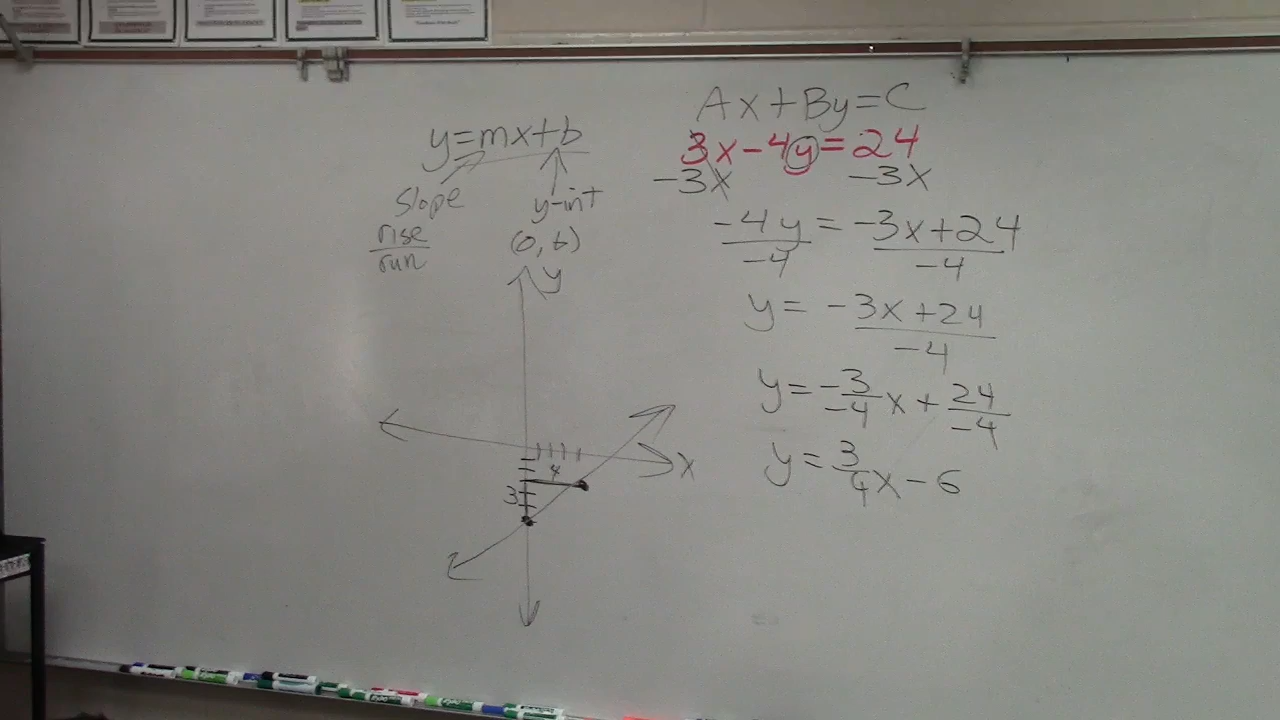 y=mx+b
slope
y-int
rise
run
(0, b)
y
x
4
3
Ax+By=C
3x-4y=24
-3x -3x
-4y = -3x+24
-4 -4
y = -3x+24
-4
y = -3/-4 x + 24/-4
y = 3/4 x - 6